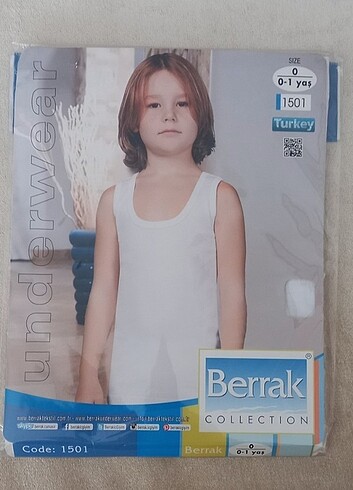 SIZE
0
0-1 yaş
1501
Turkey
underwear
Berrak
COLLECTION
Code: 1501
Berrak
0
0-1 yaş